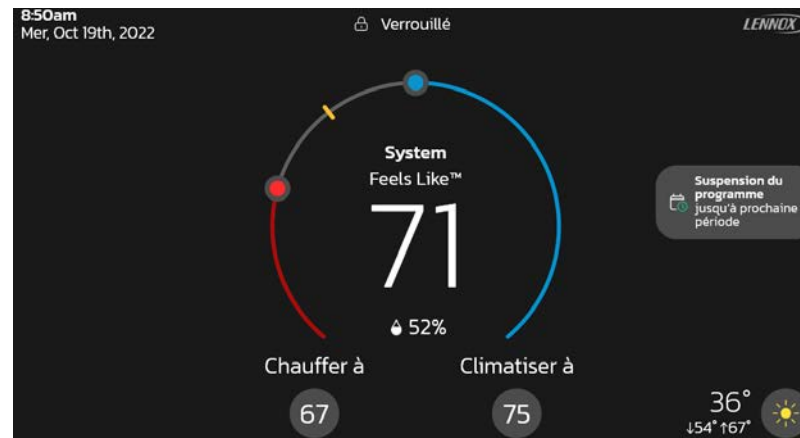 8:50am
Mer, Oct 19th, 2022
Verrouillé
LENNOX
System
Feels Like™
71
52%
Suspension du
programme
jusqu'à prochaine
période
Chauffer à
67
Climatiser à
75
36°
↓54° ↑67°